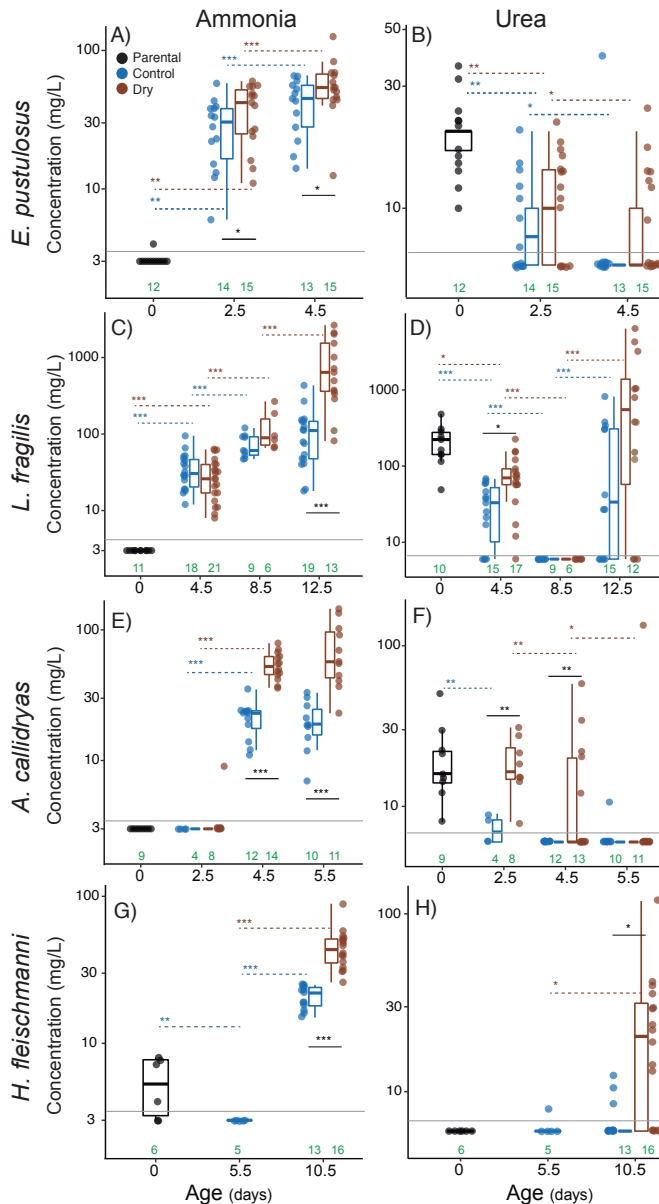 Ammonia Urea
A) B)
Parental
Control
Dry
E. pustulosus
Concentration (mg/L)
100
30
10
3
*** ***
** **
* *
12 14 15 13 15
0 2.5 4.5
50
30
10
**
**
* *
12 14 15 13 15
0 2.5 4.5
C) D)
L. fragilis
Concentration (mg/L)
1000
100
10
3
***
*** ***
***
***
***
***
11 18 21 9 6 19 13
0 4.5 8.5 12.5
1000
100
10
***
*** ***
* *
***
***
10 15 17 9 6 15 12
0 4.5 8.5 12.5
E) F)
A. callidryas
Concentration (mg/L)
100
30
10
3
***
***
*** ***
9 4 8 12 14 10 11
0 2.5 4.5 5.5
100
30
10
*
**
** **
**
9 4 8 12 13 10 11
0 2.5 4.5 5.5
G) H)
H. fleischmanni
Concentration (mg/L)
100
30
10
3
***
***
**
***
6 5 13 16
0 5.5 10.5
Age (days)
100
30
10
*
*
6 5 13 16
0 5.5 10.5
Age (days)